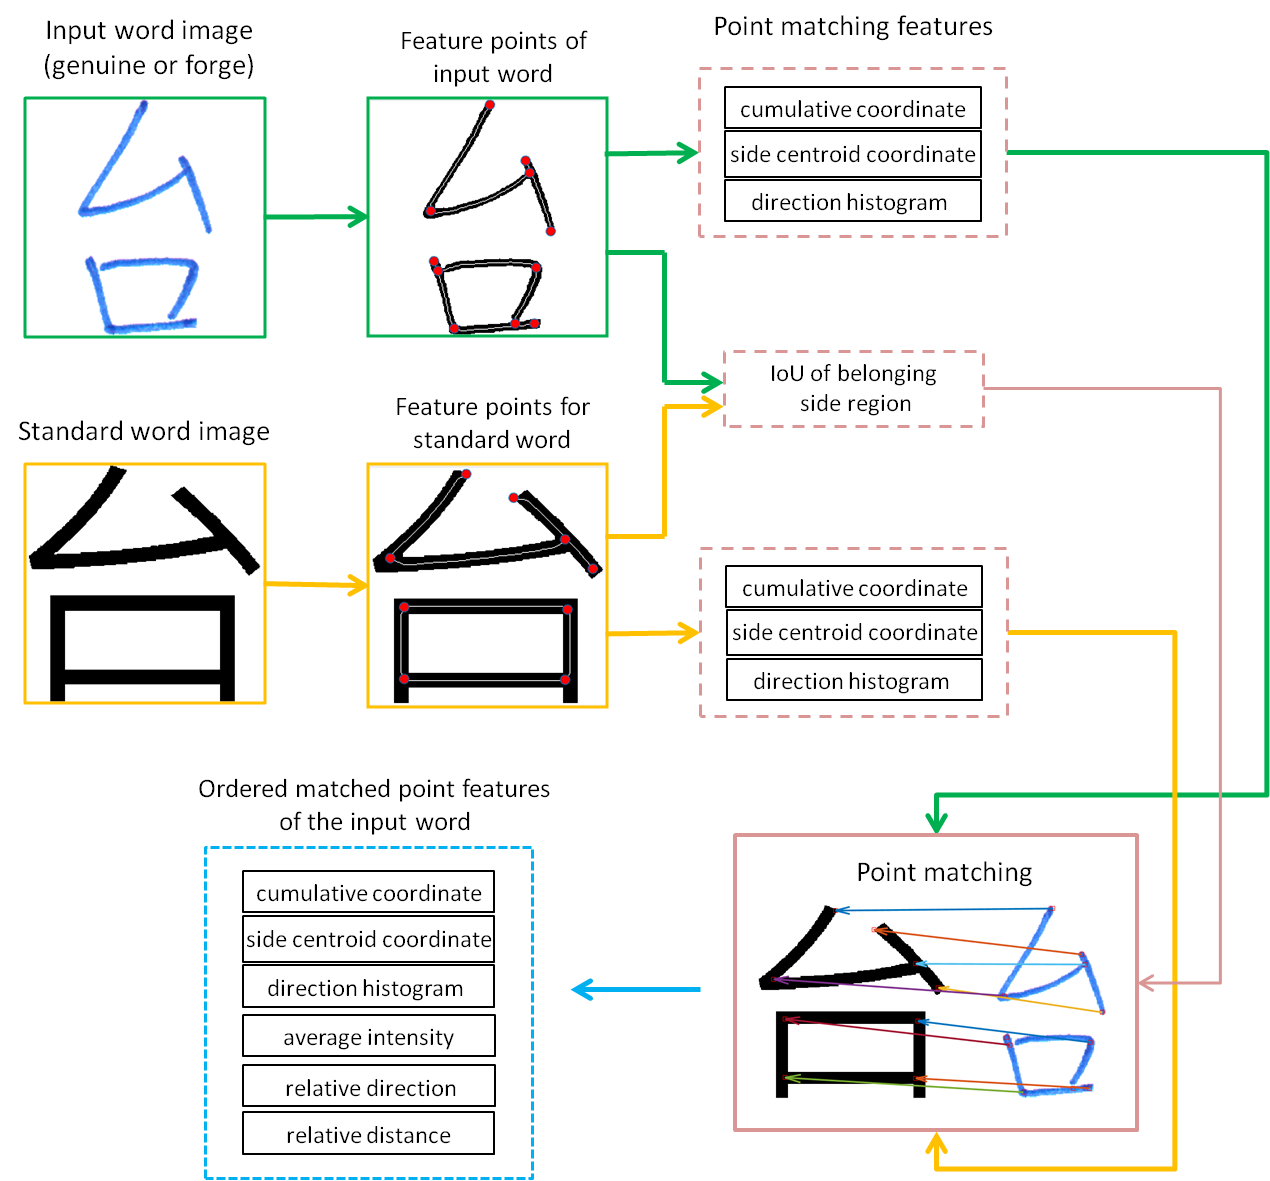 Input word image
(genuine or forge)
Feature points of
input word
Point matching features
cumulative coordinate
side centroid coordinate
direction histogram
台
IoU of belonging
side region
Standard word image
Feature points for
standard word
台
cumulative coordinate
side centroid coordinate
direction histogram
Ordered matched point features
of the input word
cumulative coordinate
side centroid coordinate
direction histogram
average intensity
relative direction
relative distance
Point matching
台 台